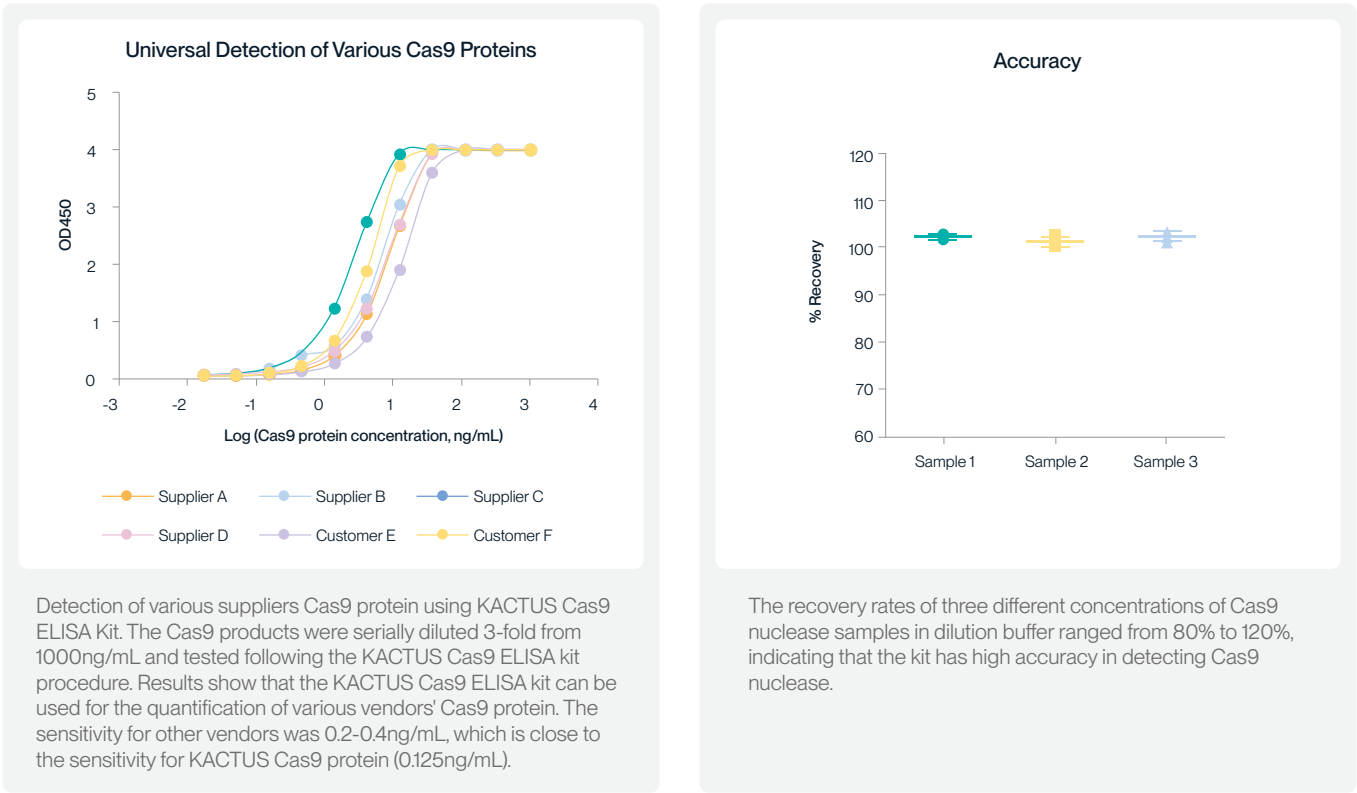 Universal Detection of Various Cas9 Proteins
5
4
3
2
1
0
OD450
-3 -2 -1 0 1 2 3 4
Log (Cas9 protein concentration, ng/mL)
Supplier A Supplier B Supplier C
Supplier D Customer E Customer F
Detection of various suppliers Cas9 protein using KACTUS Cas9
ELISA Kit. The Cas9 products were serially diluted 3-fold from
1000ng/mL and tested following the KACTUS Cas9 ELISA kit
procedure. Results show that the KACTUS Cas9 ELISA kit can be
used for the quantification of various vendors' Cas9 protein. The
sensitivity for other vendors was 0.2-0.4ng/mL, which is close to
the sensitivity for KACTUS Cas9 protein (0.125ng/mL).
Accuracy
120
110
100
90
80
70
60
% Recovery
Sample 1 Sample 2 Sample 3
The recovery rates of three different concentrations of Cas9
nuclease samples in dilution buffer ranged from 80% to 120%,
indicating that the kit has high accuracy in detecting Cas9
nuclease.